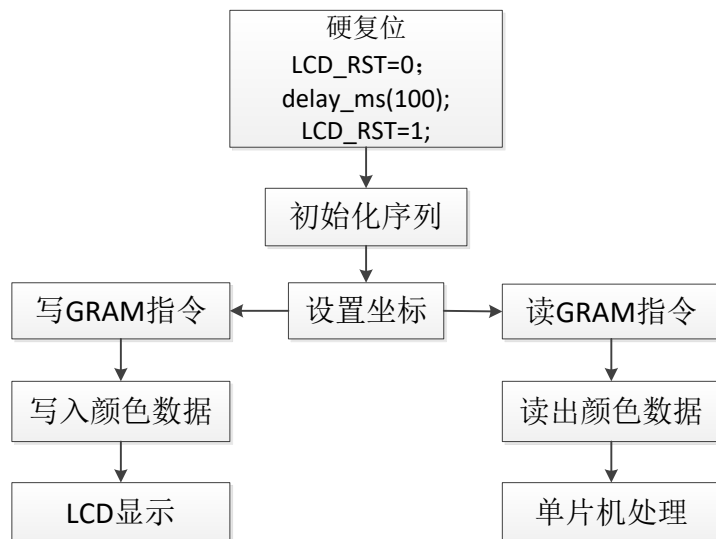 硬复位
LCD_RST=0；
delay_ms(100);
LCD_RST=1;
初始化序列
写GRAM指令
设置坐标
读GRAM指令
写入颜色数据
读出颜色数据
LCD显示
单片机处理